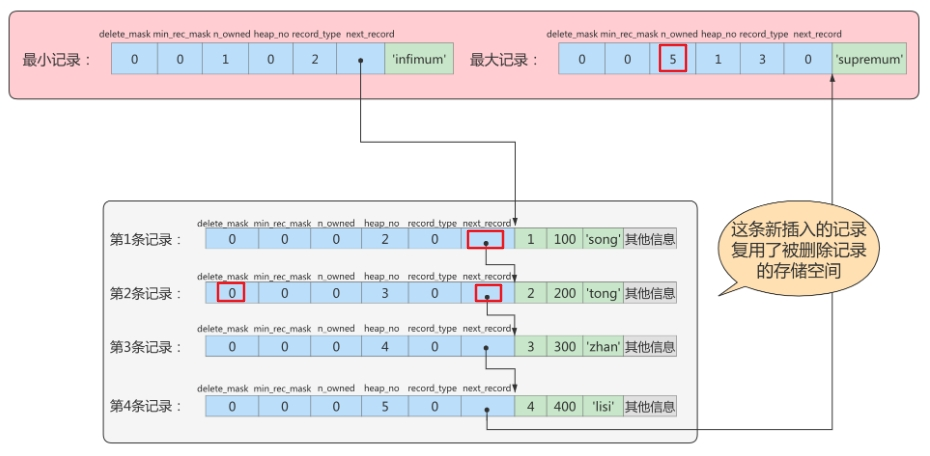 delete_mask min_rec_mask n_owned heap_no record_type next_record
最小记录： 0 0 1 0 2 'infimum'
delete_mask min_rec_mask n_owned heap_no record_type next_record
最大记录： 0 0 5 1 3 0 'supremum'
delete_mask min_rec_mask n_owned heap_no record_type next_record
第1条记录： 0 0 0 2 0 1 100 'song' 其他信息
delete_mask min_rec_mask n_owned heap_no record_type next_record
第2条记录： 0 0 0 3 0 2 200 'tong' 其他信息
delete_mask min_rec_mask n_owned heap_no record_type next_record
第3条记录： 0 0 0 4 0 3 300 'zhan' 其他信息
delete_mask min_rec_mask n_owned heap_no record_type next_record
第4条记录： 0 0 0 5 0 4 400 'lisi' 其他信息
这条新插入的记录
复用了被删除记录
的存储空间